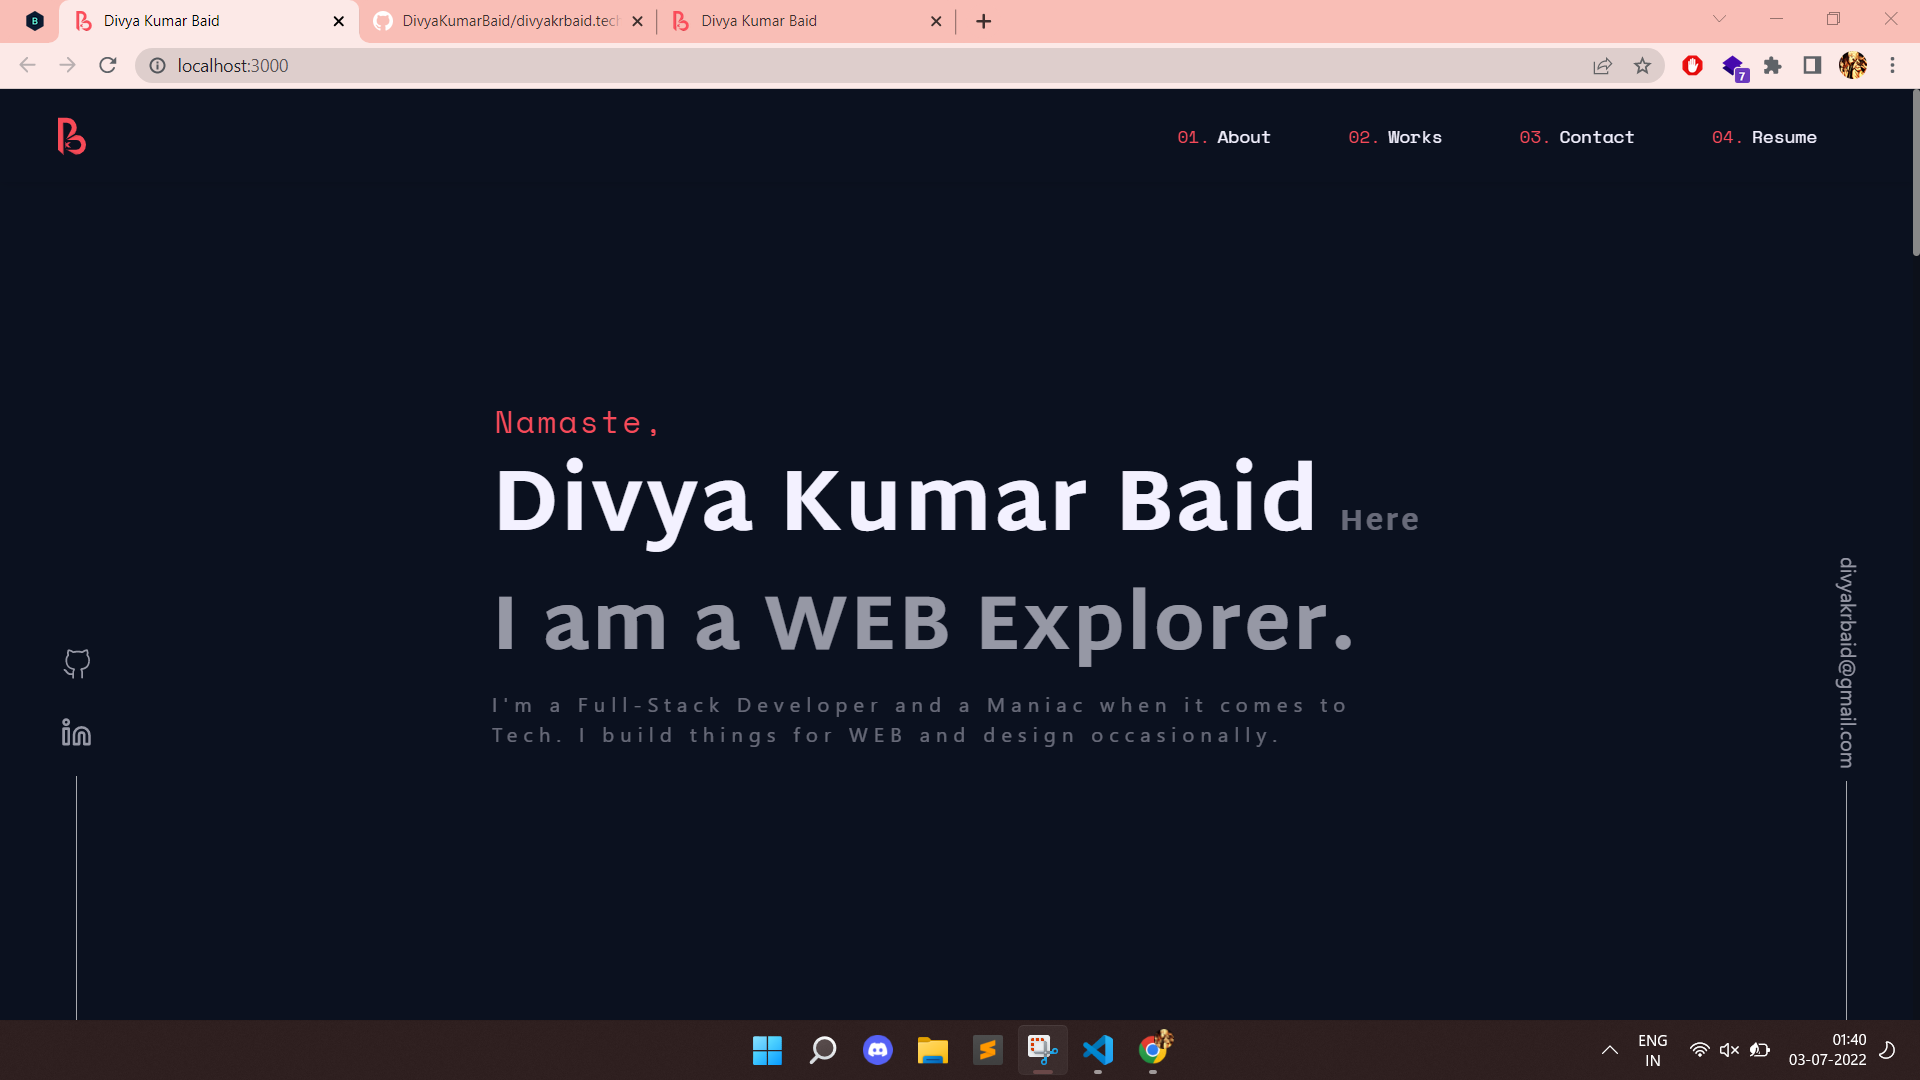 Divya Kumar Baid
DivyaKumarBaid/divyakrbaid.tech
Divya Kumar Baid
localhost:3000
7
01. About
02. Works
03. Contact
04. Resume
Namaste,
Divya Kumar Baid Here
I am a WEB Explorer.
I'm a Full-Stack Developer and a Maniac when it comes to
Tech. I build things for WEB and design occasionally.
divyakrbaid@gmail.com
ENG
IN
01:40
03-07-2022